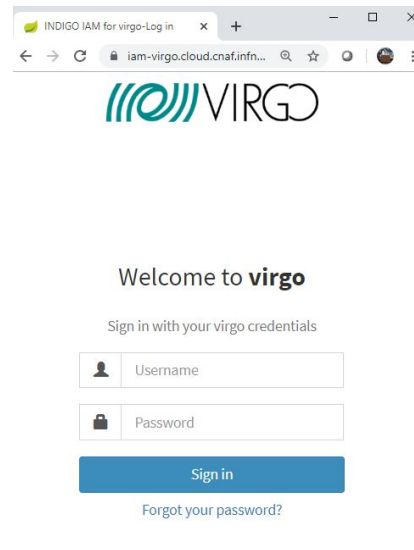 INDIGO IAM for virgo-Log in
iam-virgo.cloud.cnaf.infn...
VIRGO
Welcome to virgo
Sign in with your virgo credentials
Username
Password
Sign in
Forgot your password?